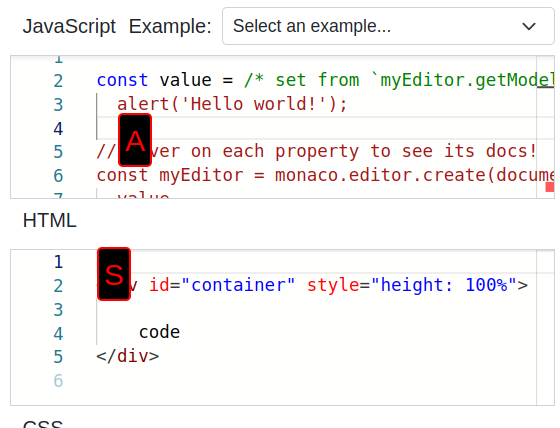 JavaScript Example: Select an example...
1
2 const value = /* set from `myEditor.getModel
3 alert('Hello world!');
4
A
5 // ver on each property to see its docs!
6 const myEditor = monaco.editor.create(docume
7 value
HTML
1
S
2 v id="container" style="height: 100%">
3
4 code
5 </div>
6
CSS